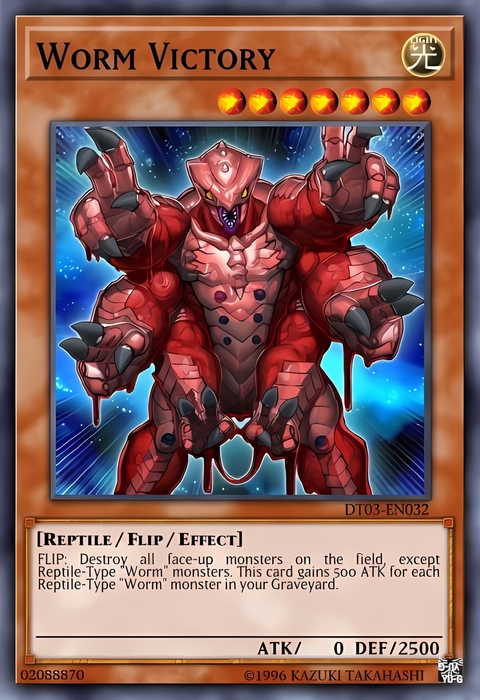 WORM VICTORY
LIGHT
光
DT03-EN032
[REPTILE / FLIP / EFFECT]
FLIP: Destroy all face-up monsters on the field, except
Reptile-Type "Worm" monsters. This card gains 500 ATK for each
Reptile-Type "Worm" monster in your Graveyard.
ATK/ 0 DEF/2500
02088870 ©1996 KAZUKI TAKAHASHI